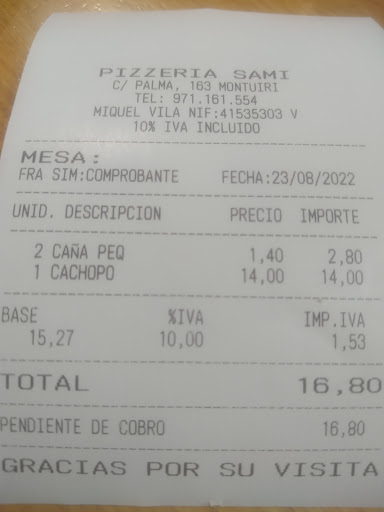 PIZZERIA SAMI
C/ PALMA, 163 MONTUIRI
TEL: 971.161.554
MIQUEL VILA NIF:41535303 V
10% IVA INCLUIDO
MESA:
FRA SIM:COMPROBANTE FECHA:23/08/2022
UNID. DESCRIPCION PRECIO IMPORTE
2 CAÑA PEQ 1,40 2,80
1 CACHOPO 14,00 14,00
BASE %IVA IMP.IVA
15,27 10,00 1,53
TOTAL 16,80
PENDIENTE DE COBRO 16,80
GRACIAS POR SU VISITA